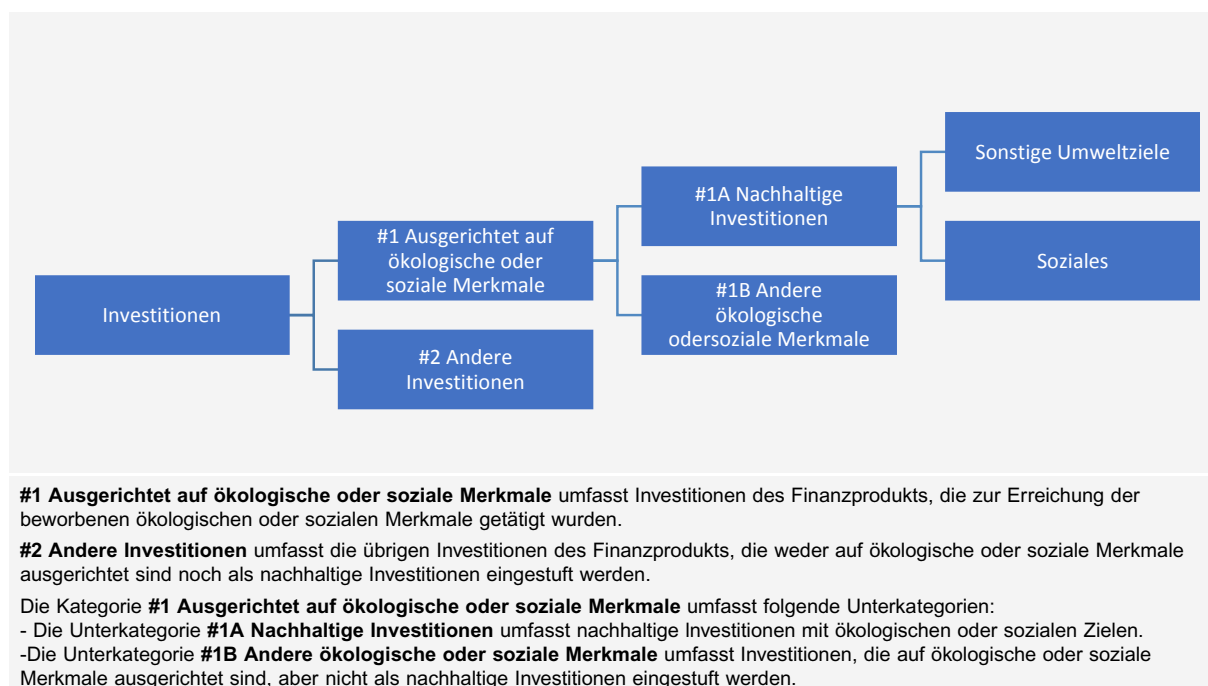 Sonstige Umweltziele
#1A Nachhaltige
Investitionen
#1 Ausgerichtet auf
ökologische oder
soziale Merkmale
Soziales
#1B Andere
ökologische
odersoziale Merkmale
Investitionen
#2 Andere
Investitionen
#1 Ausgerichtet auf ökologische oder soziale Merkmale umfasst Investitionen des Finanzprodukts, die zur Erreichung der
beworbenen ökologischen oder sozialen Merkmale getätigt wurden.
#2 Andere Investitionen umfasst die übrigen Investitionen des Finanzprodukts, die weder auf ökologische oder soziale Merkmale
ausgerichtet sind noch als nachhaltige Investitionen eingestuft werden.
Die Kategorie #1 Ausgerichtet auf ökologische oder soziale Merkmale umfasst folgende Unterkategorien:
- Die Unterkategorie #1A Nachhaltige Investitionen umfasst nachhaltige Investitionen mit ökologischen oder sozialen Zielen.
-Die Unterkategorie #1B Andere ökologische oder soziale Merkmale umfasst Investitionen, die auf ökologische oder soziale
Merkmale ausgerichtet sind, aber nicht als nachhaltige Investitionen eingestuft werden.